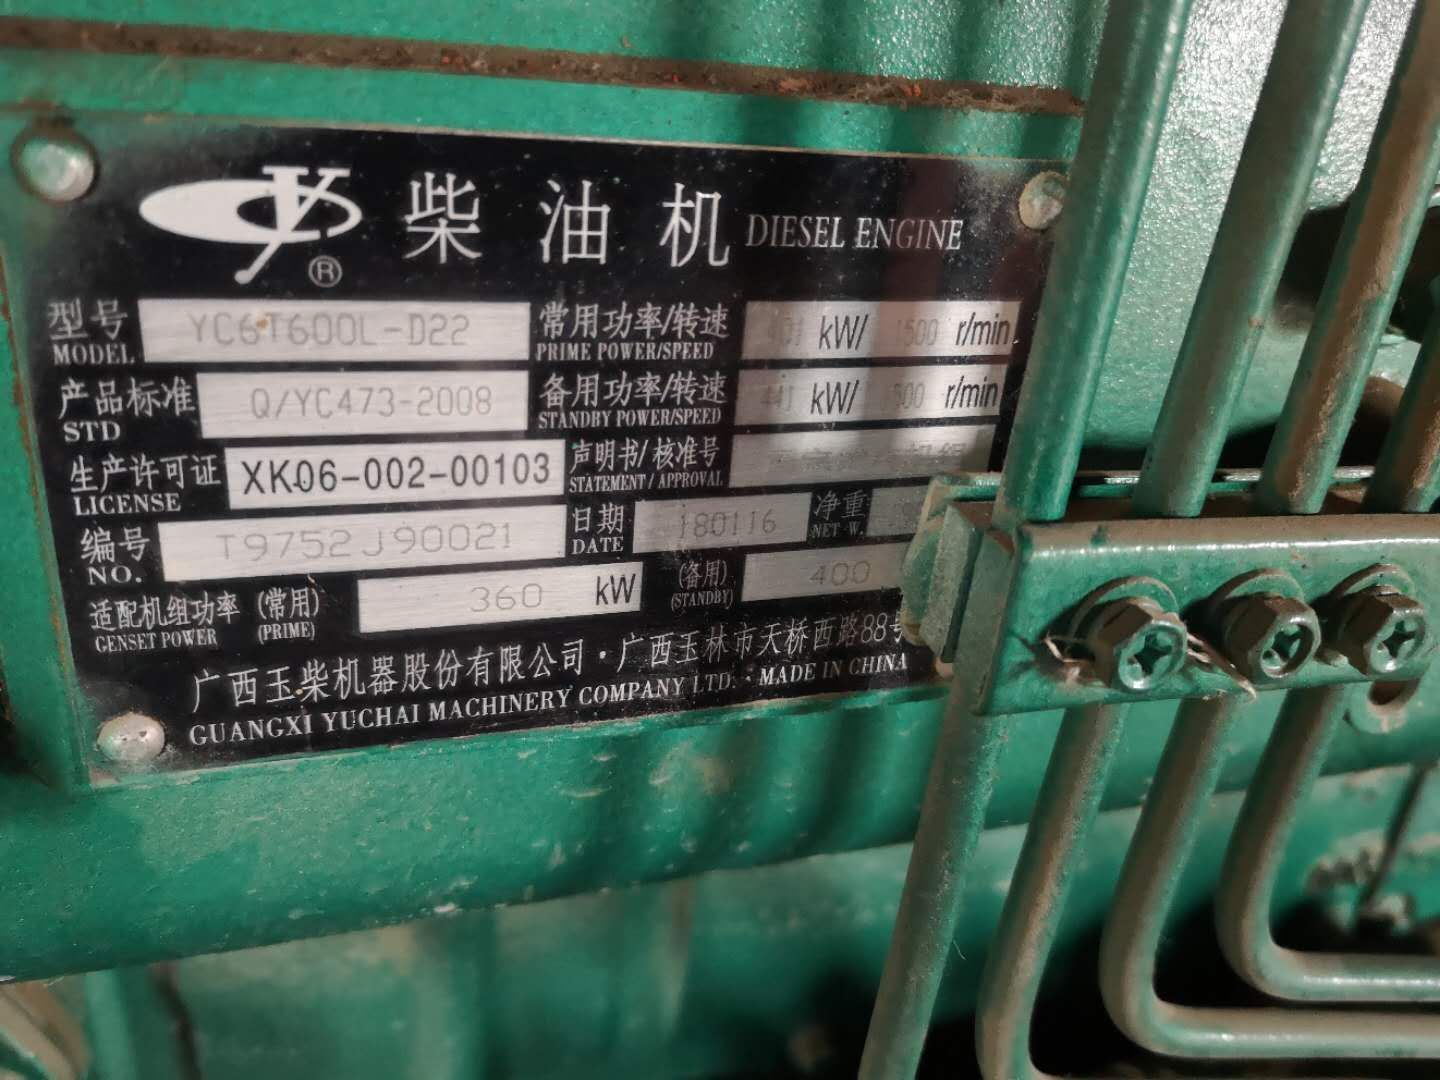 柴油机 DIESEL ENGINE
®
型号 YC6T600L-D22 常用功率/转速 401 kW/ 1500 r/min
MODEL PRIME POWER/SPEED
产品标准 Q/YC473-2008 备用功率/转速 441 kW/ 500 r/min
STD STANDBY POWER/SPEED
生产许可证 XK06-002-00103 声明书/核准号
LICENSE STATEMENT / APPROVAL
编号 T9752J90021 日期 180116 净重
NO. DATE NET W.
适配机组功率 (常用) 360 kW (备用) 400
GENSET POWER (PRIME) (STANDBY)
广西玉柴机器股份有限公司·广西玉林市天桥西路88号
GUANGXI YUCHAI MACHINERY COMPANY LTD. · MADE IN CHINA